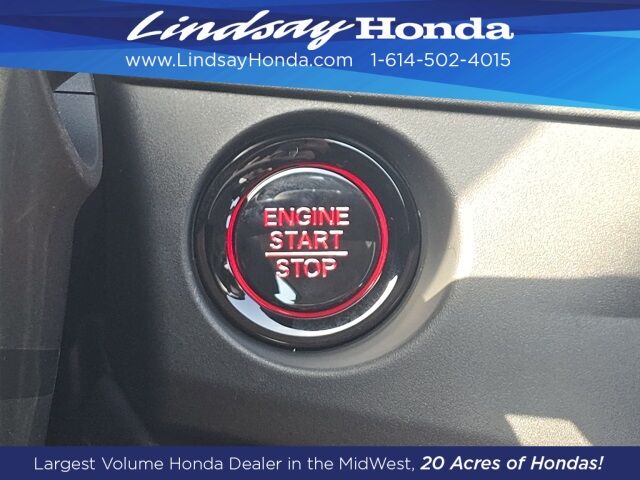 Lindsay Honda
www.LindsayHonda.com 1-614-502-4015
ENGINE
START
STOP
Largest Volume Honda Dealer in the MidWest, 20 Acres of Hondas!